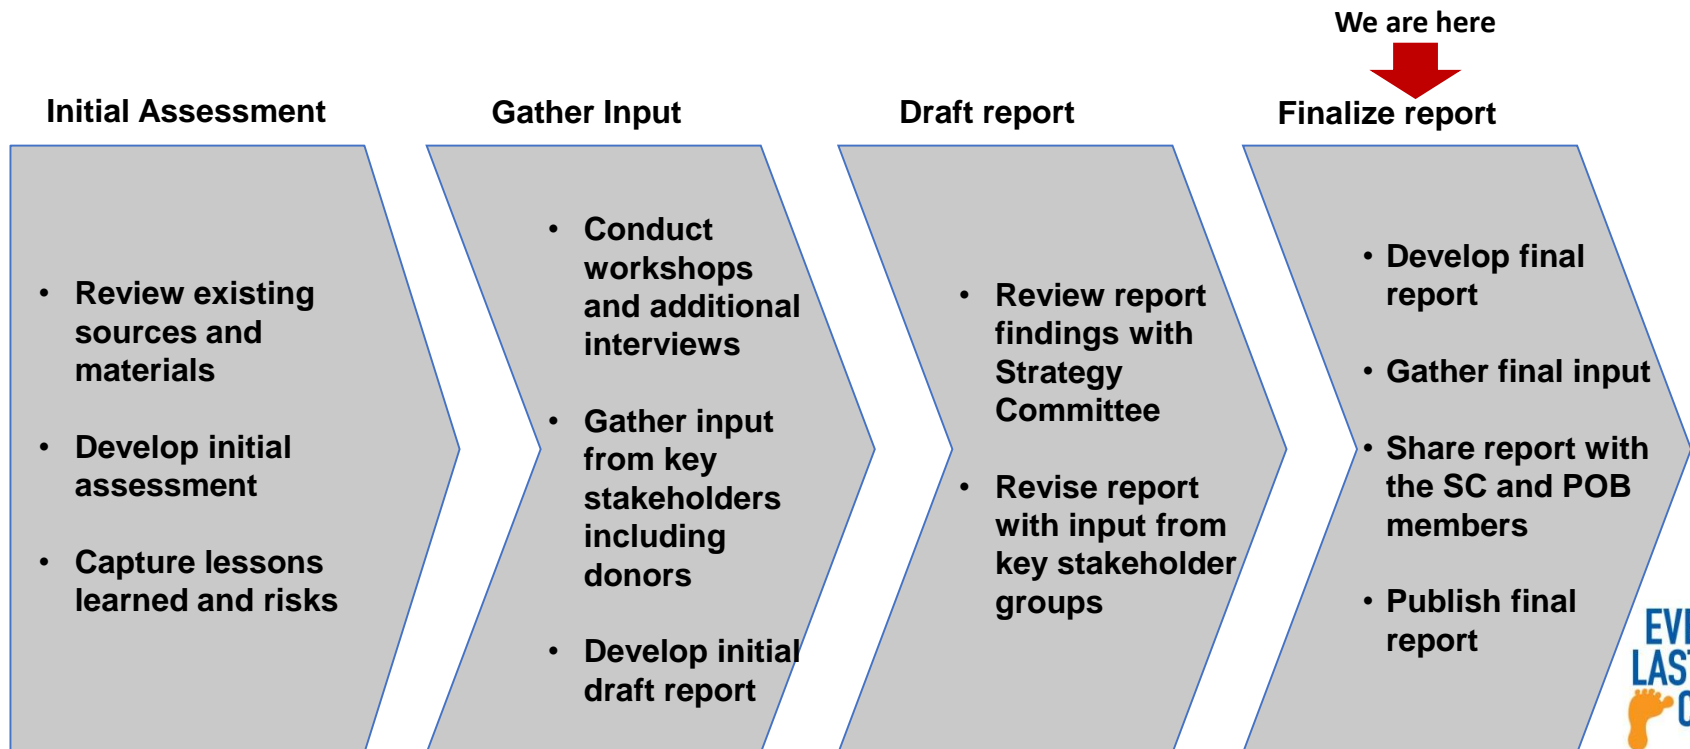 We are here
Initial Assessment
Gather Input
Draft report
Finalize report
• Review existing
sources and
materials
• Develop initial
assessment
• Capture lessons
learned and risks
• Conduct
workshops
and additional
interviews
• Gather input
from key
stakeholders
including
donors
• Develop initial
draft report
• Review report
findings with
Strategy
Committee
• Revise report
with input from
key stakeholder
groups
• Develop final
report
• Gather final input
• Share report with
the SC and POB
members
• Publish final
report